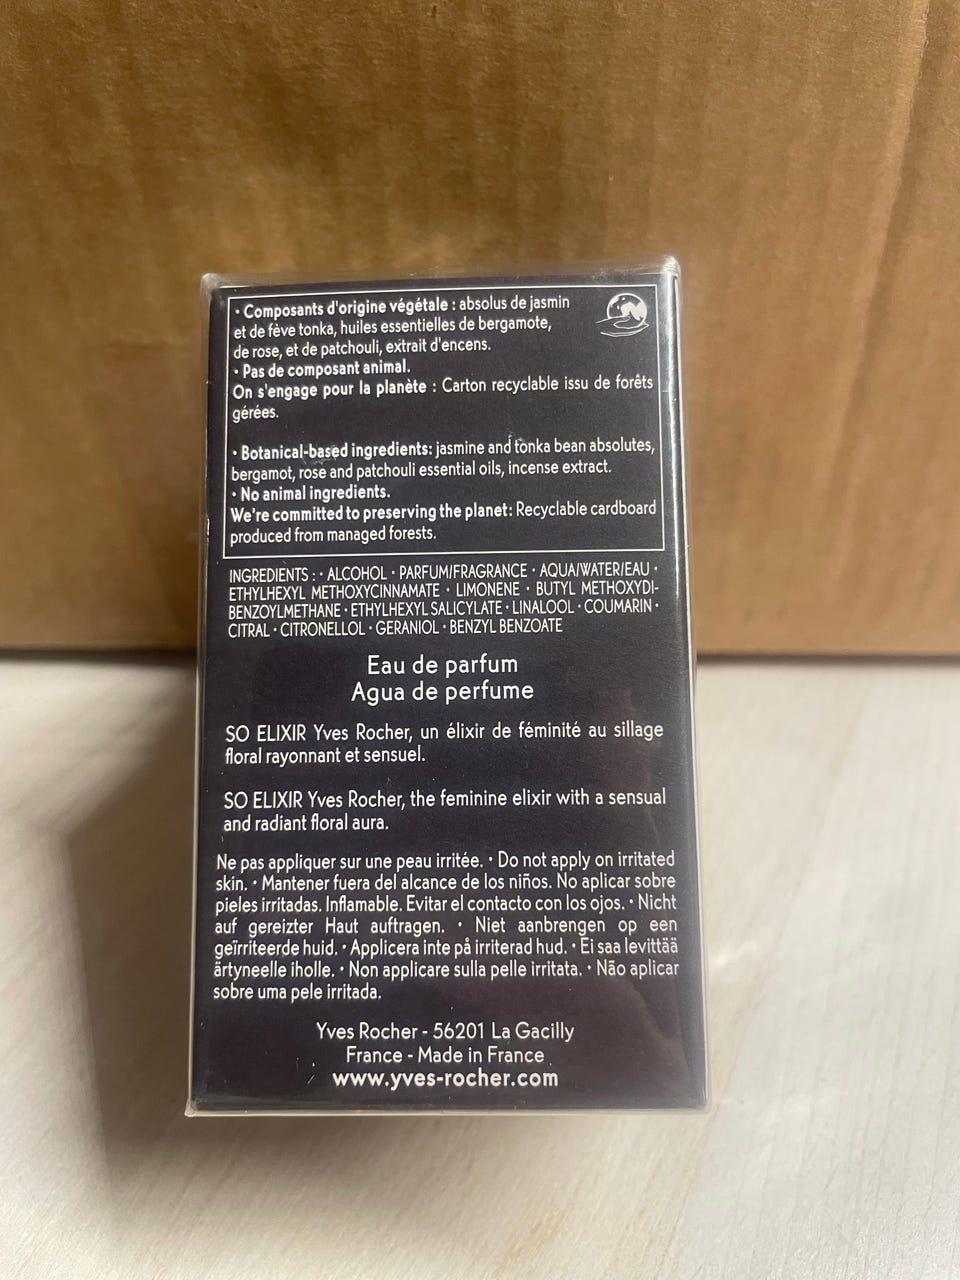 • Composants d'origine végétale : absolus de jasmin
et de fève tonka, huiles essentielles de bergamote,
de rose, et de patchouli, extrait d'encens.
• Pas de composant animal.
On s'engage pour la planète : Carton recyclable issu de forêts
gérées.
• Botanical-based ingredients: jasmine and tonka bean absolutes,
bergamot, rose and patchouli essential oils, incense extract.
• No animal ingredients.
We're committed to preserving the planet: Recyclable cardboard
produced from managed forests.
INGREDIENTS : • ALCOHOL • PARFUM/FRAGRANCE • AQUA/WATER/EAU •
ETHYLHEXYL METHOXYCINNAMATE • LIMONENE • BUTYL METHOXYDI-
BENZOYLMETHANE • ETHYLHEXYL SALICYLATE • LINALOOL • COUMARIN •
CITRAL • CITRONELLOL • GERANIOL • BENZYL BENZOATE
Eau de parfum
Agua de perfume
SO ELIXIR Yves Rocher, un élixir de féminité au sillage
floral rayonnant et sensuel.
SO ELIXIR Yves Rocher, the feminine elixir with a sensual
and radiant floral aura.
Ne pas appliquer sur une peau irritée. • Do not apply on irritated
skin. • Mantener fuera del alcance de los niños. No aplicar sobre
pieles irritadas. Inflamable. Evitar el contacto con los ojos. • Nicht
auf gereizter Haut auftragen. • Niet aanbrengen op een
geïrriteerde huid. • Applicera inte på irriterad hud. • Ei saa levittää
ärtyneelle iholle. • Non applicare sulla pelle irritata. • Não aplicar
sobre uma pele irritada.
Yves Rocher - 56201 La Gacilly
France - Made in France
www.yves-rocher.com